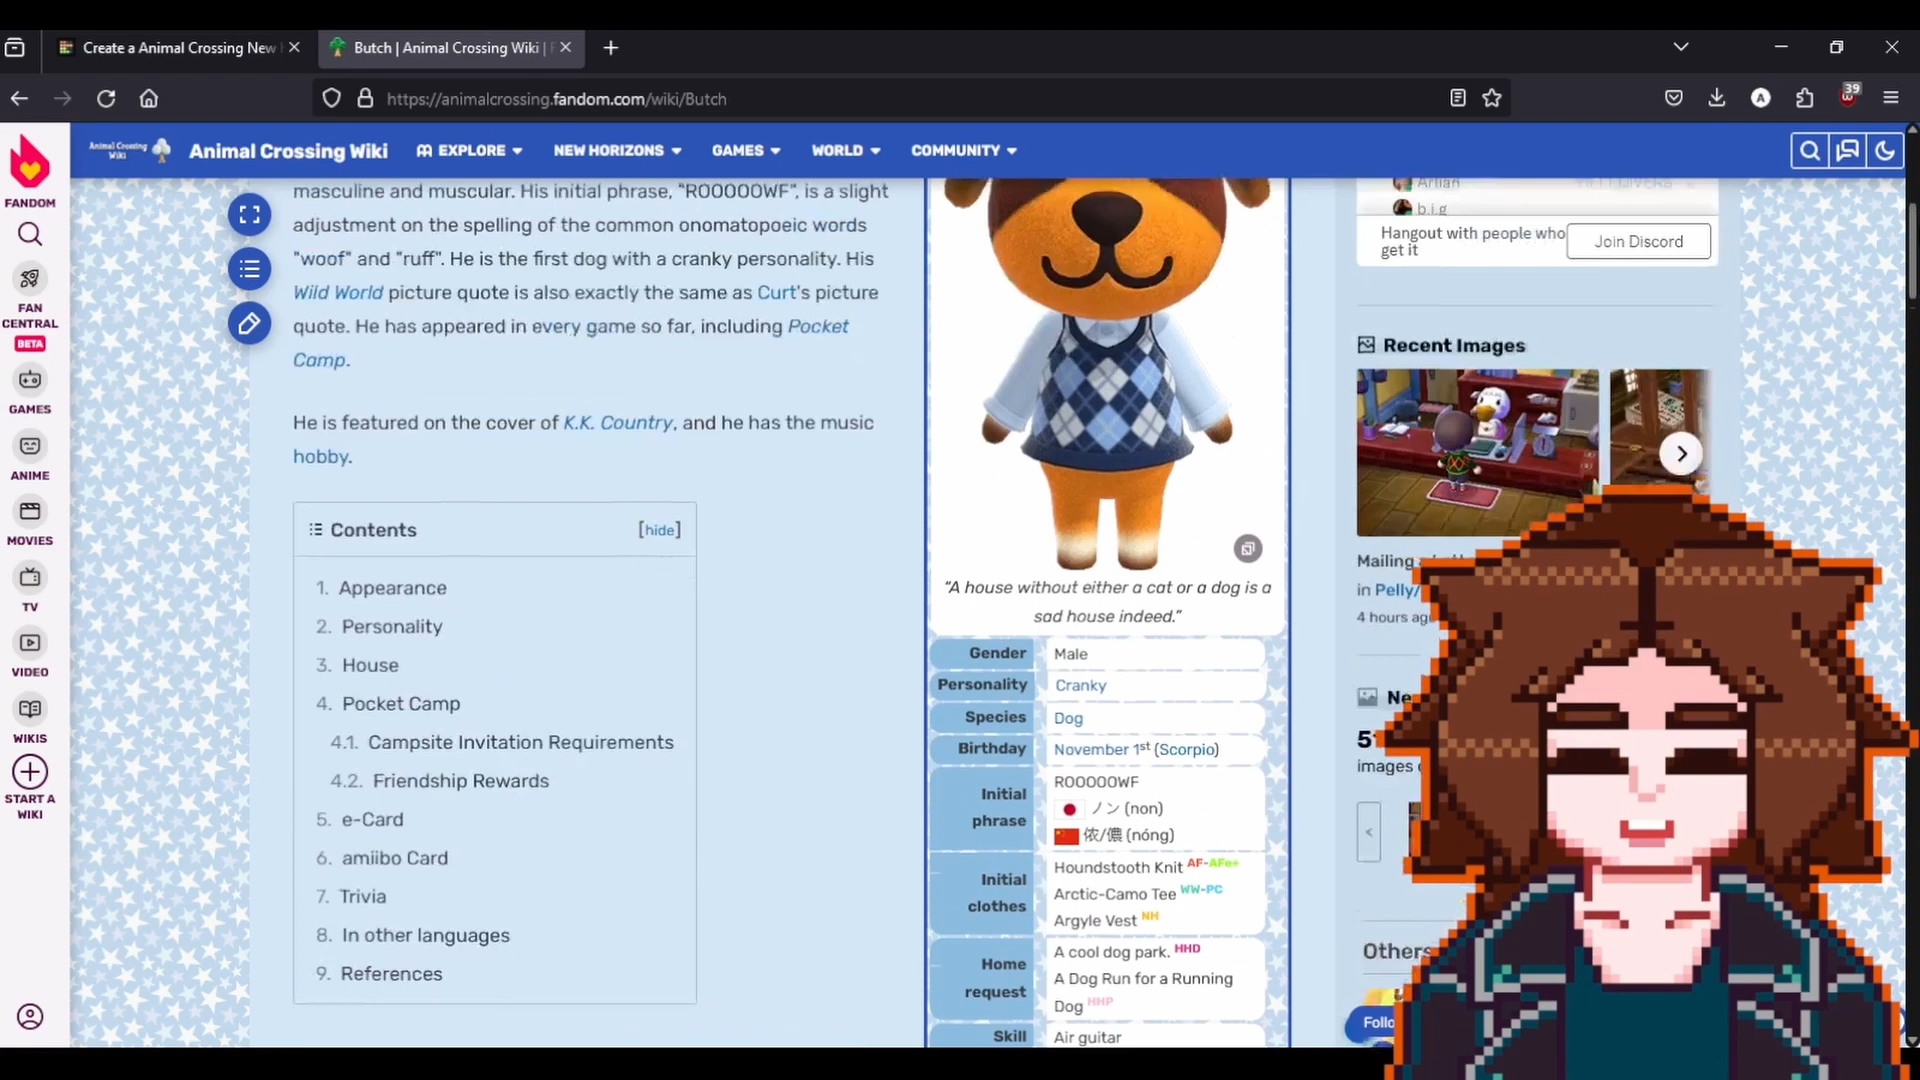 Create a Animal Crossing New
Butch | Animal Crossing Wiki |
https://animalcrossing.fandom.com/wiki/Butch
39
FANDOM
FAN
CENTRAL
BETA
GAMES
ANIME
MOVIES
TV
VIDEO
WIKIS
START A
WIKI
Animal Crossing
Wiki
Animal Crossing Wiki
EXPLORE
NEW HORIZONS
GAMES
WORLD
COMMUNITY
masculine and muscular. His initial phrase, "ROOOOOWF", is a slight
adjustment on the spelling of the common onomatopoeic words
"woof" and "ruff". He is the first dog with a cranky personality. His
Wild World picture quote is also exactly the same as Curt's picture
quote. He has appeared in every game so far, including Pocket
Camp.
He is featured on the cover of K.K. Country, and he has the music
hobby.
Contents [hide]
1. Appearance
2. Personality
3. House
4. Pocket Camp
4.1. Campsite Invitation Requirements
4.2. Friendship Rewards
5. e-Card
6. amiibo Card
7. Trivia
8. In other languages
9. References
"A house without either a cat or a dog is a
sad house indeed."
Gender Male
Personality Cranky
Species Dog
Birthday November 1st (Scorpio)
Initial phrase
ROOOOOWF
ノン (non)
侬/儂 (nóng)
Initial clothes
Houndstooth Knit AF-AFe+
Arctic-Camo Tee WW-PC
Argyle Vest NH
Home request
A cool dog park. HHD
A Dog Run for a Running
Dog HHP
Skill Air guitar
Arlian
b.i.g
Hangout with people who
get it
Join Discord
Recent Images
Mailing
in Pelly/
4 hours ago
Ne
51
images
Others
Follo